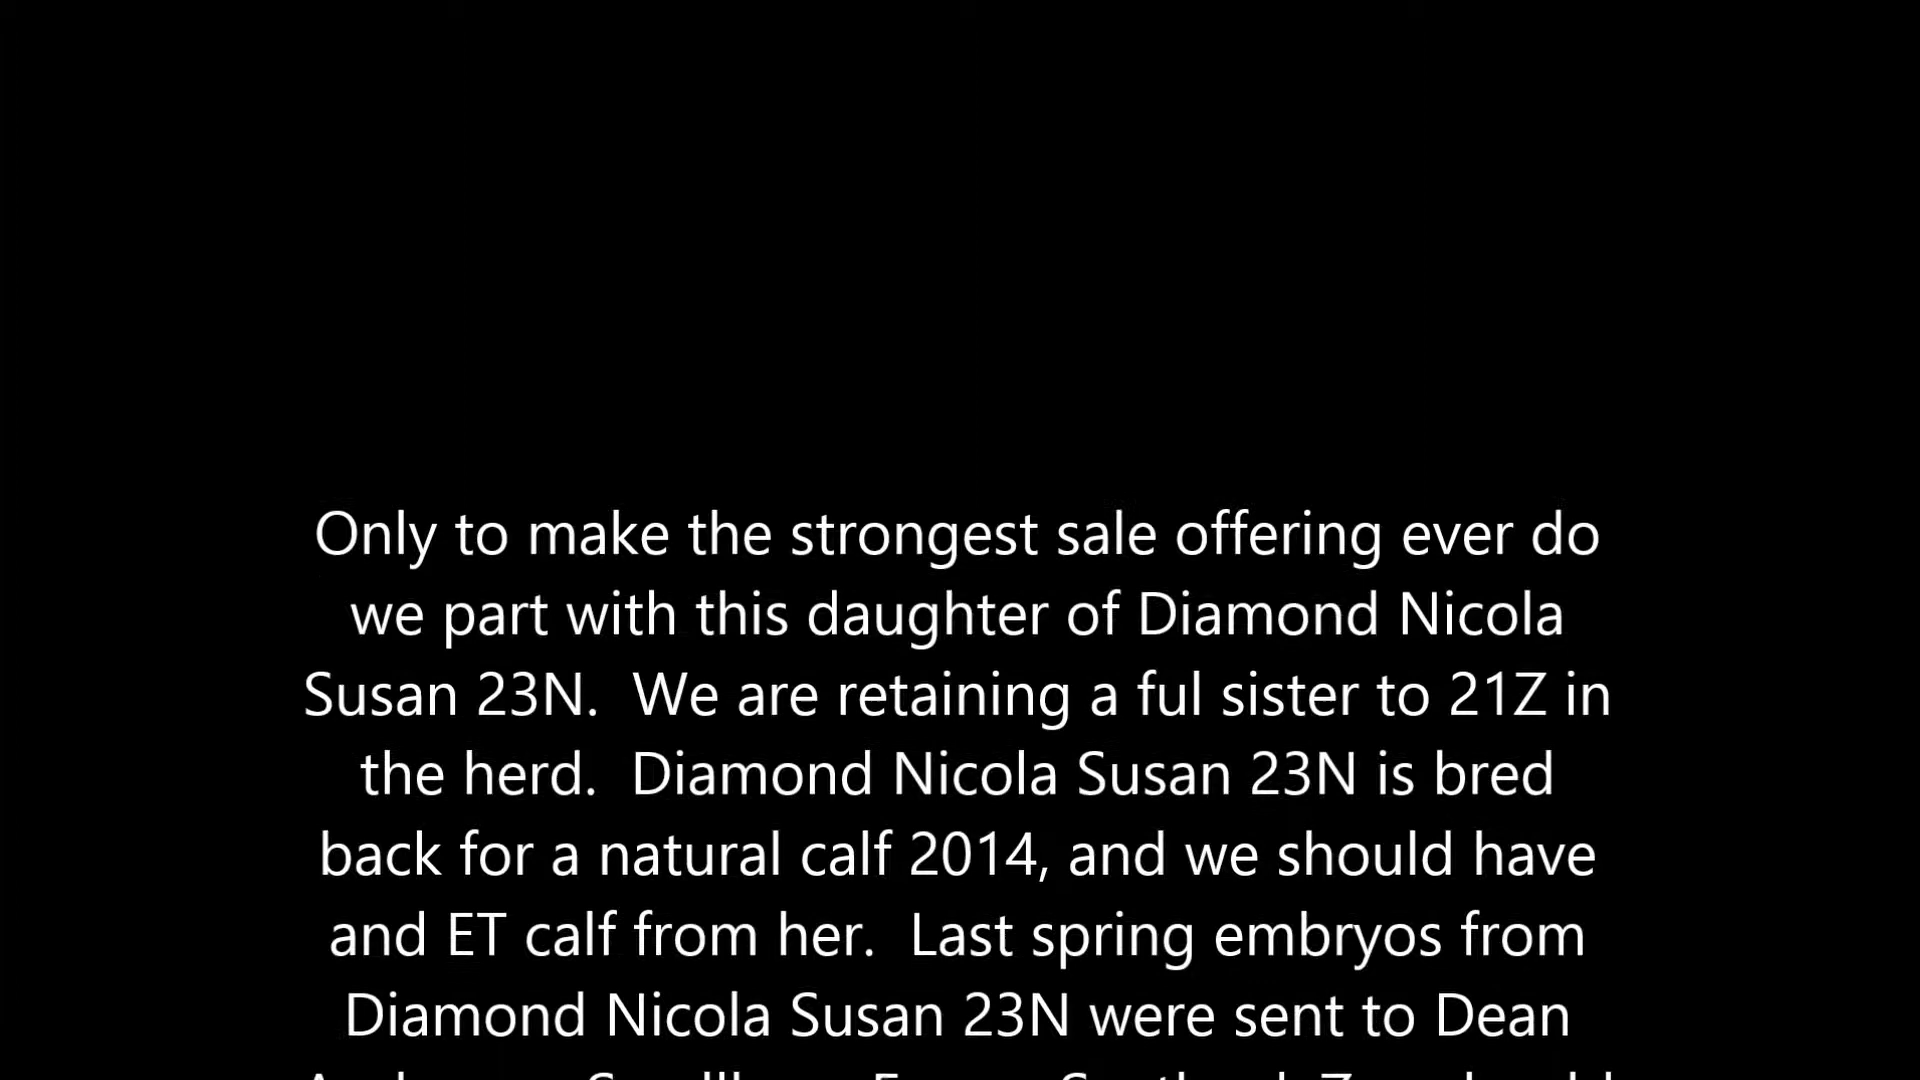 Only to make the strongest sale offering ever do
we part with this daughter of Diamond Nicola
Susan 23N.  We are retaining a ful sister to 21Z in
the herd.  Diamond Nicola Susan 23N is bred
back for a natural calf 2014, and we should have
and ET calf from her.  Last spring embryos from
Diamond Nicola Susan 23N were sent to Dean